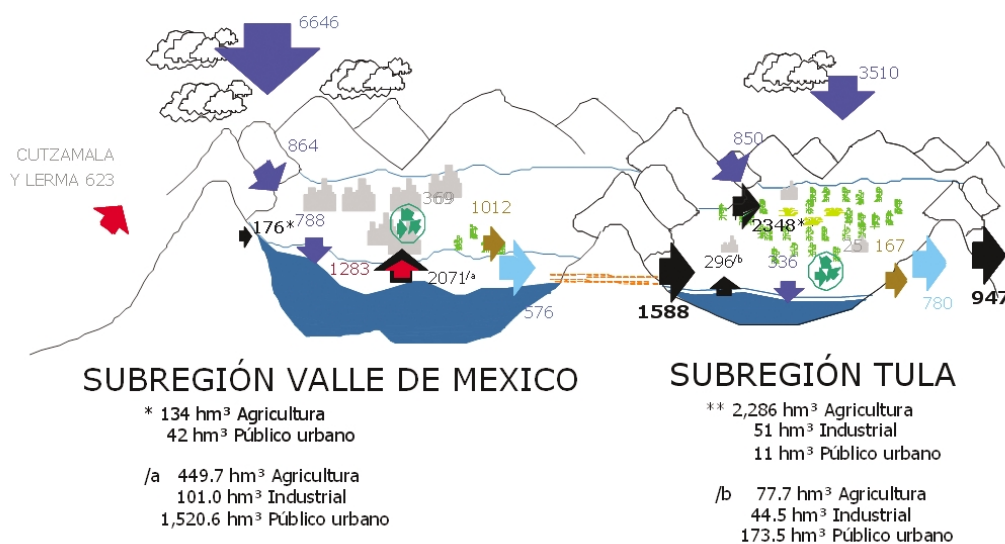 6646
3510
CUTZAMALA
Y LERMA 623
864
850
369
176*
788
1012
2348*
1283
2071/a
296/b
336
25
167
576
1588
780
947
SUBREGIÓN VALLE DE MEXICO
* 134 hm³ Agricultura
42 hm³ Público urbano
/a 449.7 hm³ Agricultura
101.0 hm³ Industrial
1,520.6 hm³ Público urbano
SUBREGIÓN TULA
** 2,286 hm³ Agricultura
51 hm³ Industrial
11 hm³ Público urbano
/b 77.7 hm³ Agricultura
44.5 hm³ Industrial
173.5 hm³ Público urbano